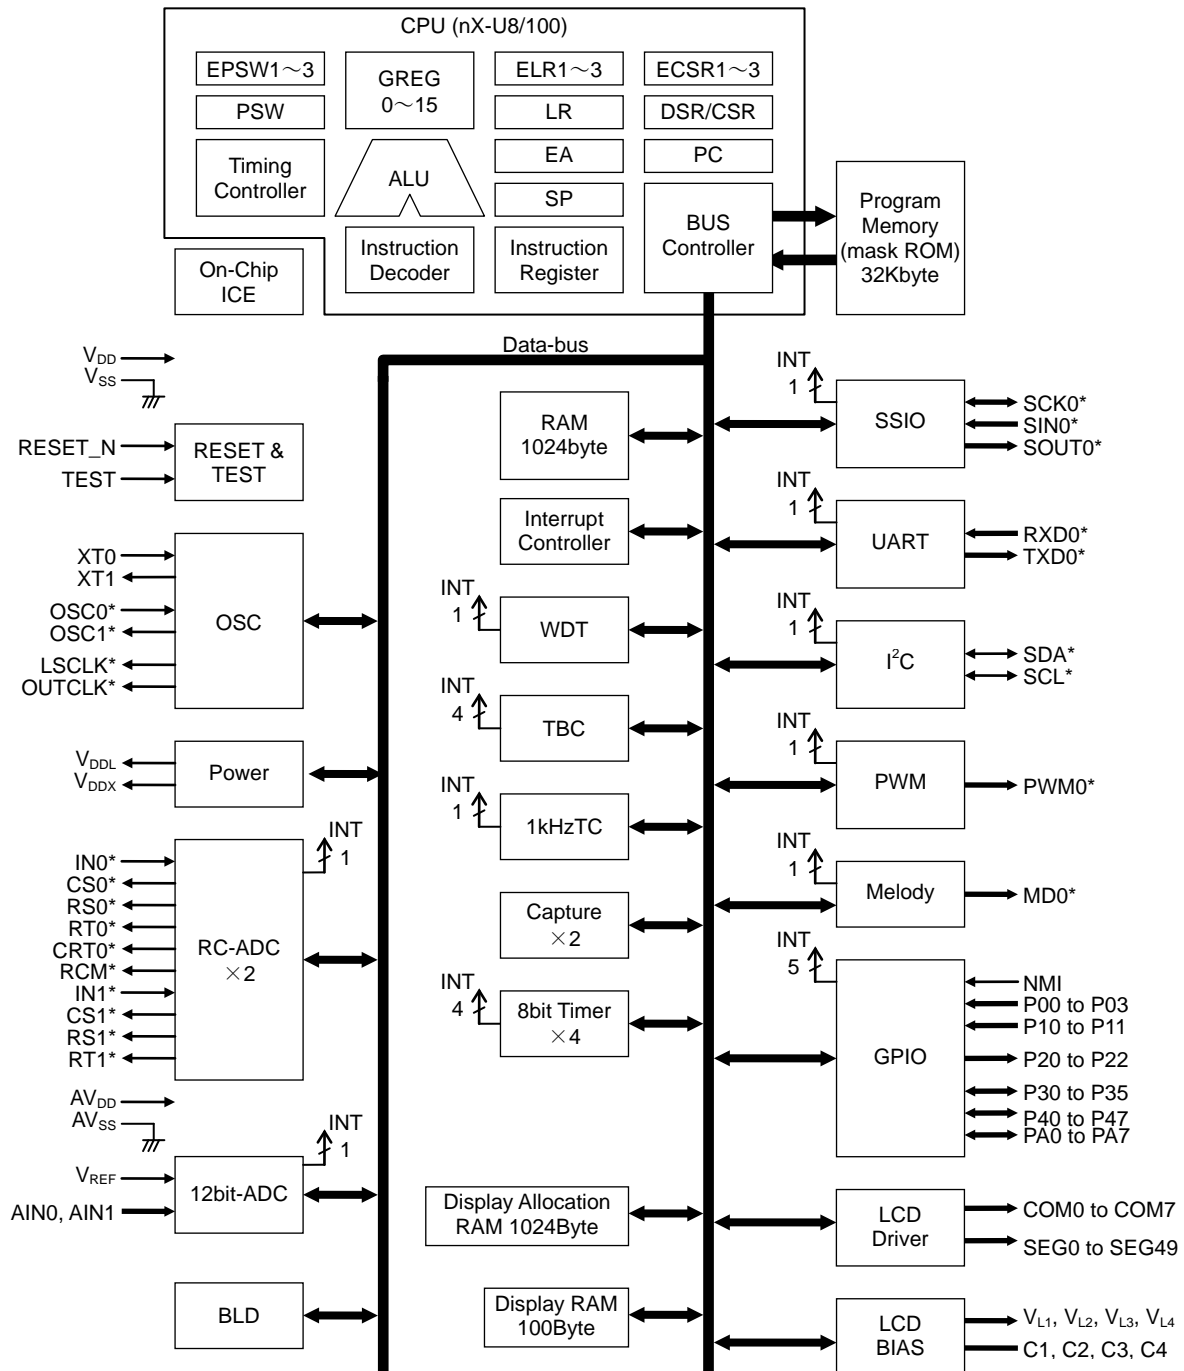 CPU (nX-U8/100)
EPSW1～3
GREG
0～15
ELR1～3
ECSR1～3
PSW
LR
DSR/CSR
Timing
Controller
ALU
EA
PC
SP
BUS
Controller
Program
Memory
(mask ROM)
32Kbyte
Instruction
Decoder
Instruction
Register
On-Chip
ICE
Data-bus
VDD
VSS
RESET_N
TEST
RESET &
TEST
XT0
XT1
OSC0*
OSC1*
LSCLK*
OUTCLK*
OSC
VDDL
VDDX
Power
IN0*
CS0*
RS0*
RT0*
CRT0*
RCM*
IN1*
CS1*
RS1*
RT1*
RC-ADC
×2
INT
1
AVDD
AVSS
VREF
AIN0, AIN1
12bit-ADC
INT
1
BLD
RAM
1024byte
Interrupt
Controller
INT
1
WDT
INT
4
TBC
INT
1
1kHzTC
Capture
×2
INT
4
8bit Timer
×4
Display Allocation
RAM 1024Byte
Display RAM
100Byte
INT
1
SSIO
SCK0*
SIN0*
SOUT0*
INT
1
UART
RXD0*
TXD0*
INT
1
I²C
SDA*
SCL*
INT
1
PWM
PWM0*
INT
1
Melody
MD0*
INT
5
GPIO
NMI
P00 to P03
P10 to P11
P20 to P22
P30 to P35
P40 to P47
PA0 to PA7
LCD
Driver
COM0 to COM7
SEG0 to SEG49
LCD
BIAS
VL1, VL2, VL3, VL4
C1, C2, C3, C4